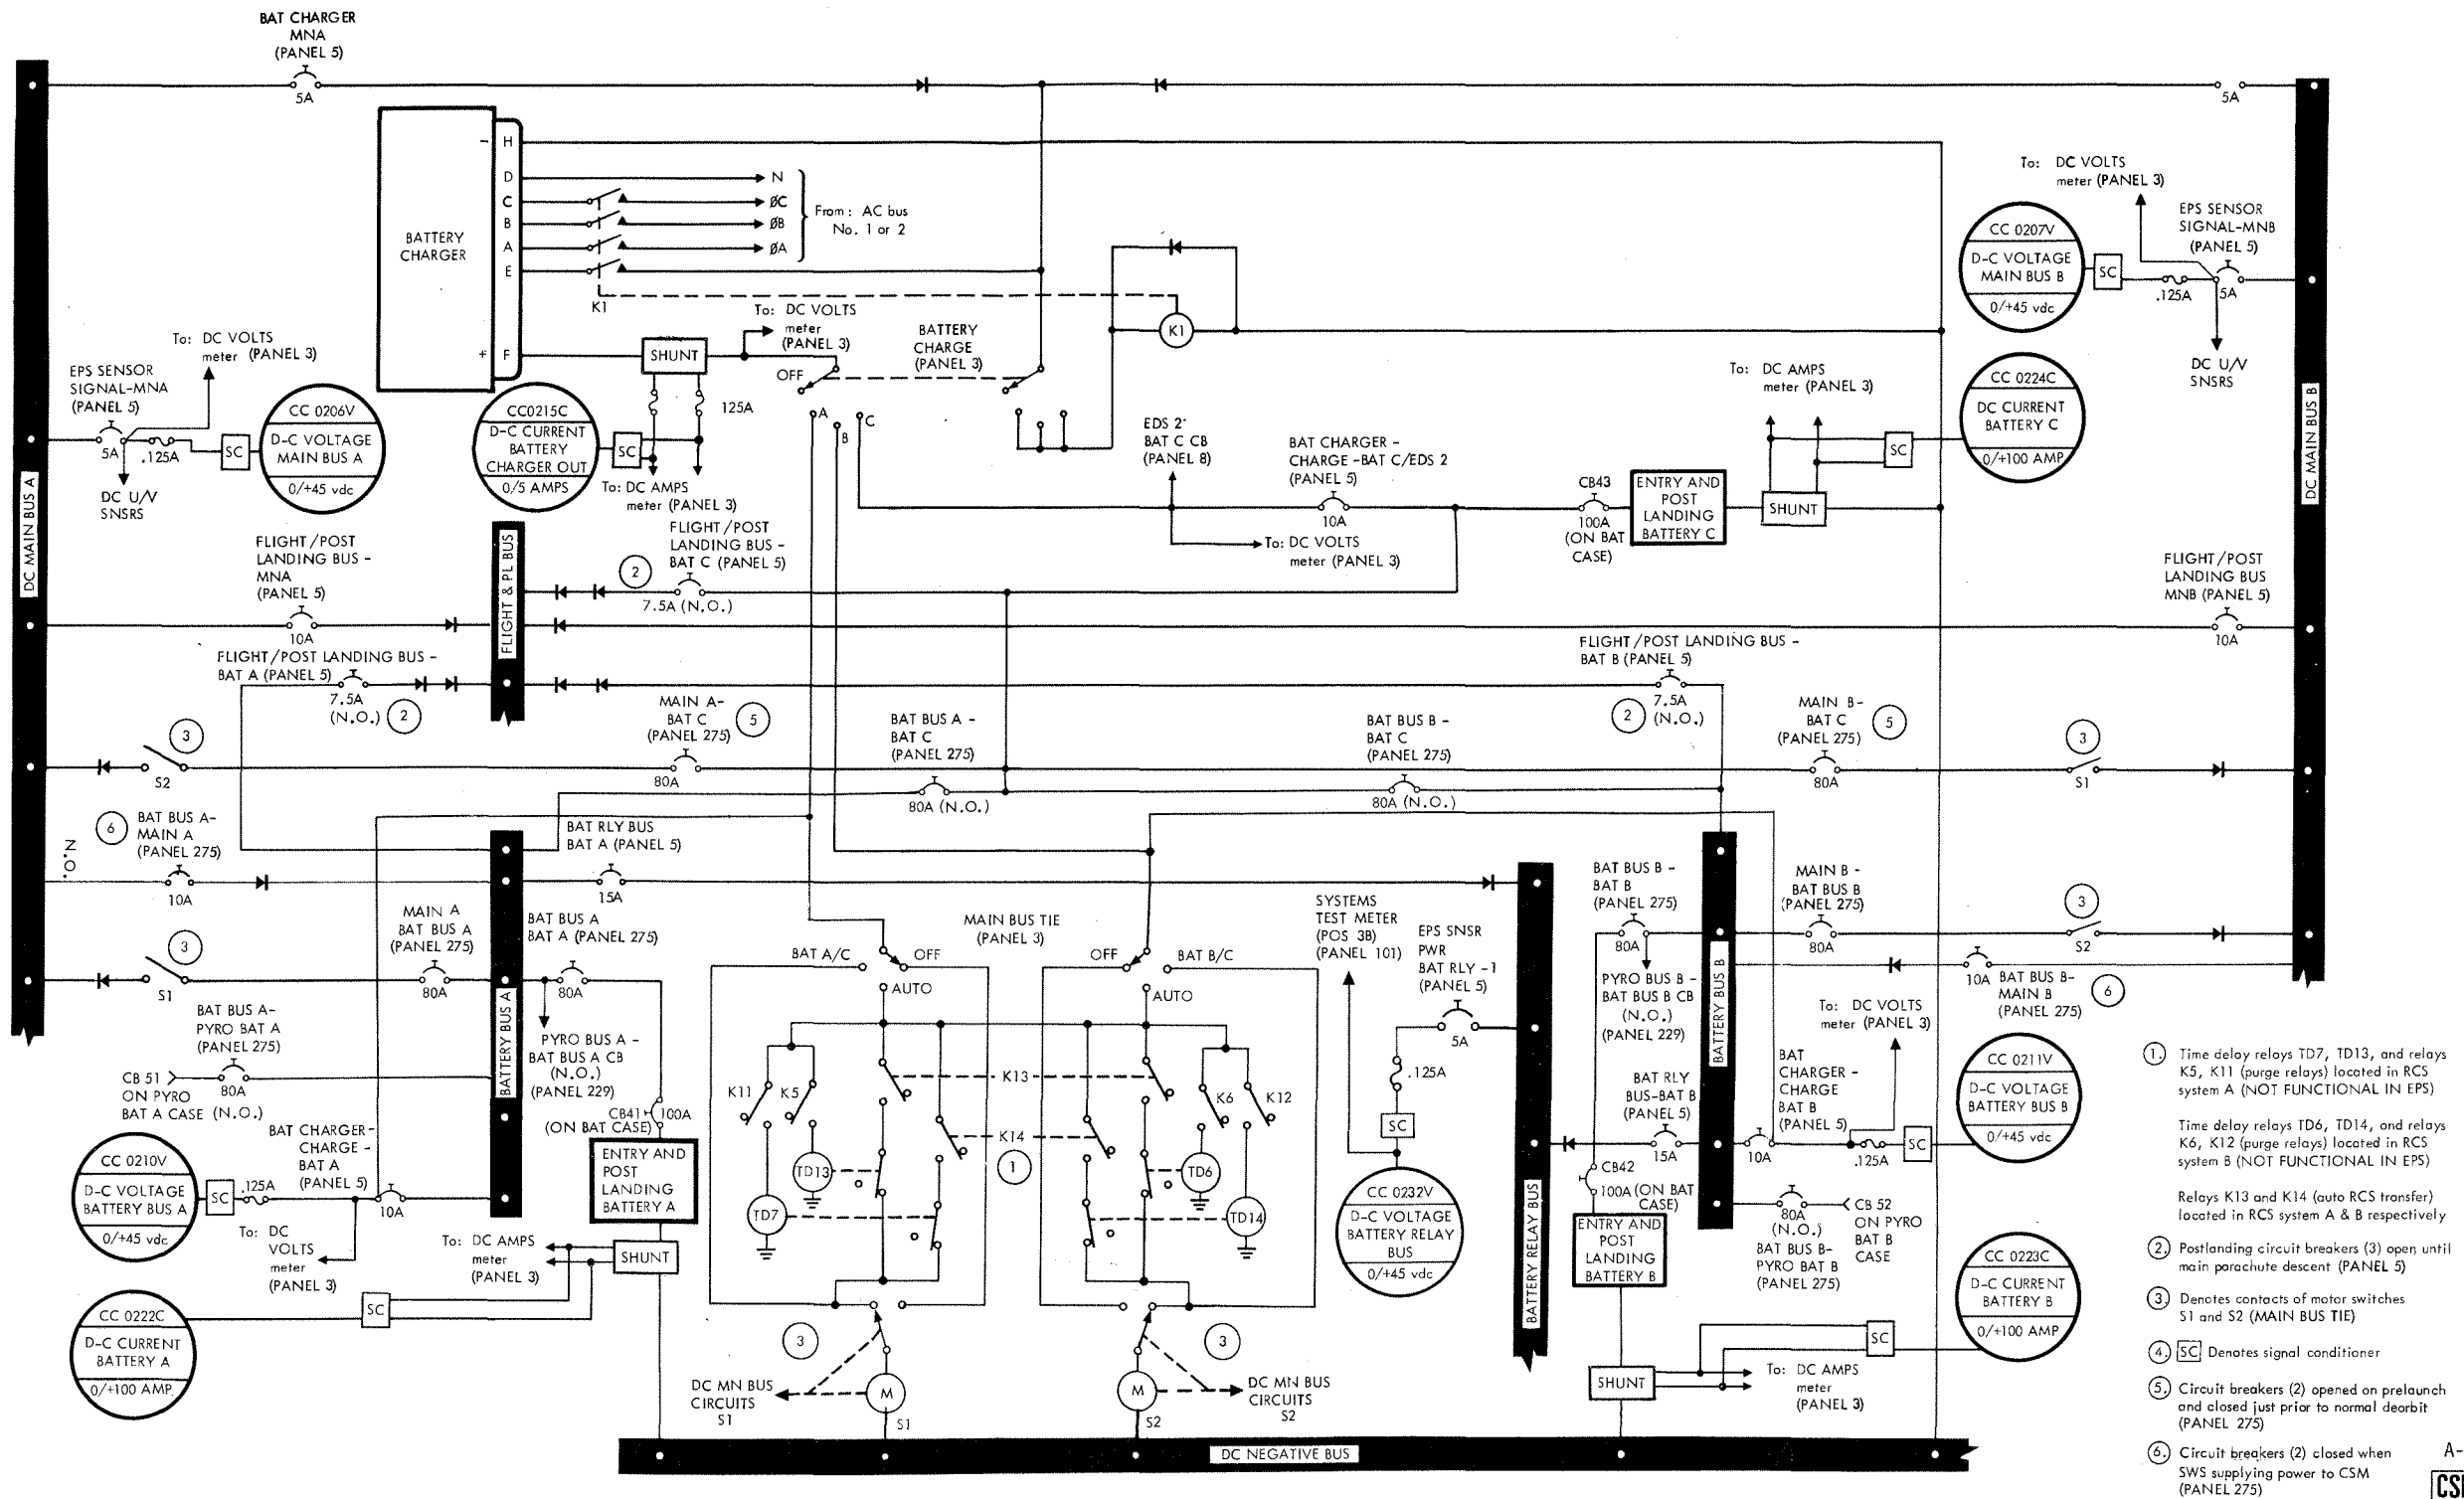 BAT CHARGER
MNA
(PANEL 5)
5A
5A
BATTERY
CHARGER
-
H
D
C
B
A
E
+
F
N
ØC
ØB
ØA
From: AC bus
No. 1 or 2
K1
K1
To: DC VOLTS
meter
(PANEL 3)
BATTERY
CHARGE
(PANEL 3)
SHUNT
OFF
A
B
C
125A
To: DC VOLTS
meter (PANEL 3)
EPS SENSOR
SIGNAL-MNB
(PANEL 5)
CC 0207V
D-C VOLTAGE
MAIN BUS B
0/+45 vdc
SC
.125A
5A
DC U/V
SNSRS
To: DC VOLTS
meter (PANEL 3)
EPS SENSOR
SIGNAL-MNA
(PANEL 5)
5A
.125A
SC
CC 0206V
D-C VOLTAGE
MAIN BUS A
0/+45 vdc
DC U/V
SNSRS
CC0215C
D-C CURRENT
BATTERY
CHARGER OUT
0/5 AMPS
SC
To: DC AMPS
meter (PANEL 3)
To: DC AMPS
meter (PANEL 3)
CC 0224C
DC CURRENT
BATTERY C
0/+100 AMP
SC
SHUNT
EDS 2
BAT C CB
(PANEL 8)
BAT CHARGER -
CHARGE -BAT C/EDS 2
(PANEL 5)
10A
To: DC VOLTS
meter (PANEL 3)
CB43
100A
(ON BAT
CASE)
ENTRY AND
POST
LANDING
BATTERY C
DC MAIN BUS A
DC MAIN BUS B
FLIGHT & PL BUS
FLIGHT/POST
LANDING BUS -
MNA
(PANEL 5)
10A
FLIGHT/POST
LANDING BUS -
BAT C (PANEL 5)
2
7.5A (N.O.)
FLIGHT/POST
LANDING BUS
MNB (PANEL 5)
10A
FLIGHT/POST LANDING BUS -
BAT A (PANEL 5)
7.5A
(N.O.)
2
FLIGHT/POST LANDING BUS -
BAT B (PANEL 5)
7.5A
2
(N.O.)
3
S2
MAIN A-
BAT C
(PANEL 275)
5
80A
BAT BUS A -
BAT C
(PANEL 275)
80A (N.O.)
BAT BUS B -
BAT C
(PANEL 275)
80A (N.O.)
MAIN B-
BAT C
(PANEL 275)
5
80A
3
S1
6
BAT BUS A-
MAIN A
(PANEL 275)
N.O.
10A
BAT RLY BUS
BAT A (PANEL 5)
15A
3
S1
MAIN A
BAT BUS A
(PANEL 275)
80A
BATTERY BUS A
BAT BUS A
BAT A (PANEL 275)
80A
BAT BUS A-
PYRO BAT A
(PANEL 275)
CB 51
ON PYRO
BAT A CASE (N.O.)
80A
PYRO BUS A -
BAT BUS A CB
(N.O.)
(PANEL 229)
CB41
100A
(ON BAT CASE)
ENTRY AND
POST
LANDING
BATTERY A
SHUNT
CC 0210V
D-C VOLTAGE
BATTERY BUS A
0/+45 vdc
SC
.125A
BAT CHARGER-
CHARGE -
BAT A
(PANEL 5)
10A
To: DC
VOLTS
meter
(PANEL 3)
To: DC AMPS
meter
(PANEL 3)
CC 0222C
D-C CURRENT
BATTERY A
0/+100 AMP.
SC
MAIN BUS TIE
(PANEL 3)
BAT A/C
OFF
AUTO
OFF
BAT B/C
AUTO
K11
K5
K13
K14
K6
K12
TD13
TD7
TD6
TD14
1
3
3
DC MN BUS
CIRCUITS
S1
M
S1
M
S2
DC MN BUS
CIRCUITS
S2
DC NEGATIVE BUS
SYSTEMS
TEST METER
(POS 3B)
(PANEL 101)
EPS SNSR
PWR
BAT RLY -1
(PANEL 5)
5A
.125A
SC
CC 0232V
D-C VOLTAGE
BATTERY RELAY
BUS
0/+45 vdc
BATTERY RELAY BUS
BAT BUS B -
BAT B
(PANEL 275)
80A
PYRO BUS B -
BAT BUS B CB
(N.O.)
(PANEL 229)
BAT RLY
BUS-BAT B
(PANEL 5)
15A
CB42
100A (ON BAT
CASE)
ENTRY AND
POST
LANDING
BATTERY B
SHUNT
BATTERY BUS B
MAIN B -
BAT BUS B
(PANEL 275)
80A
3
S2
10A
BAT BUS B-
MAIN B
(PANEL 275)
6
To: DC VOLTS
meter (PANEL 3)
BAT
CHARGER -
CHARGE
BAT B
(PANEL 5)
10A
.125A
SC
CC 0211V
D-C VOLTAGE
BATTERY BUS B
0/+45 vdc
80A
(N.O.)
BAT BUS B-
PYRO BAT B
(PANEL 275)
CB 52
ON PYRO
BAT B
CASE
CC 0223C
D-C CURRENT
BATTERY B
0/+100 AMP
SC
To: DC AMPS
meter
(PANEL 3)
1. Time delay relays TD7, TD13, and relays
K5, K11 (purge relays) located in RCS
system A (NOT FUNCTIONAL IN EPS)
Time delay relays TD6, TD14, and relays
K6, K12 (purge relays) located in RCS
system B (NOT FUNCTIONAL IN EPS)
Relays K13 and K14 (auto RCS transfer)
located in RCS system A & B respectively
2. Postlanding circuit breakers (3) open until
main parachute descent (PANEL 5)
3. Denotes contacts of motor switches
S1 and S2 (MAIN BUS TIE)
4. SC Denotes signal conditioner
5. Circuit breakers (2) opened on prelaunch
and closed just prior to normal deorbit
(PANEL 275)
6. Circuit breakers (2) closed when
SWS supplying power to CSM
(PANEL 275)
A-